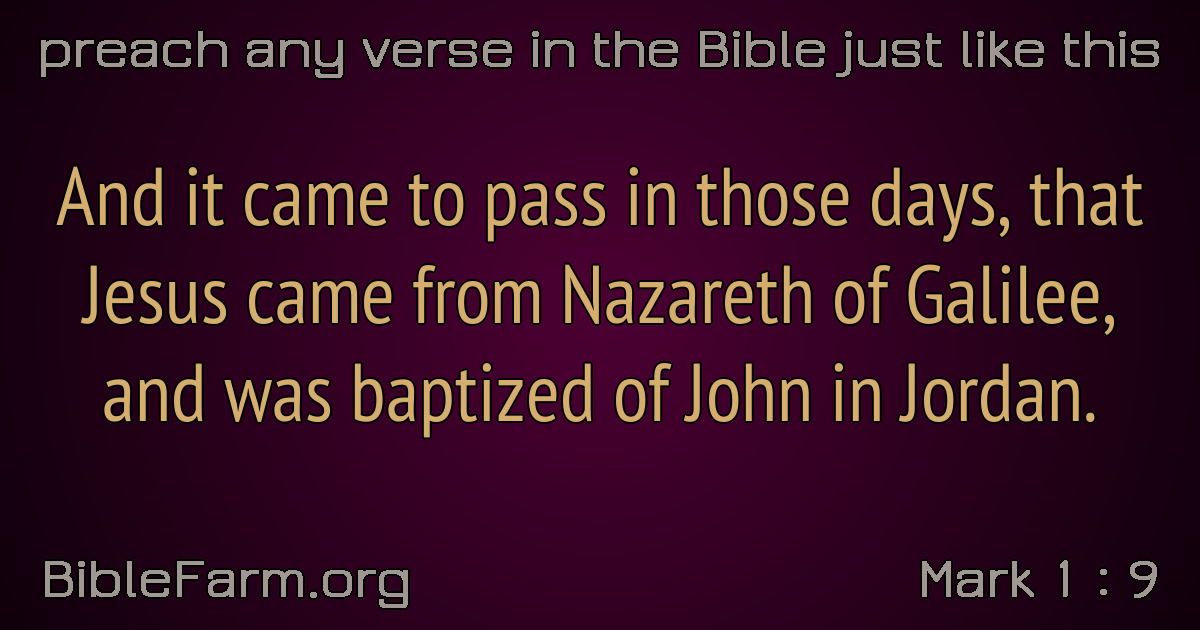 preach any verse in the Bible just like this
And it came to pass in those days, that
Jesus came from Nazareth of Galilee,
and was baptized of John in Jordan.
BibleFarm.org
Mark 1 : 9